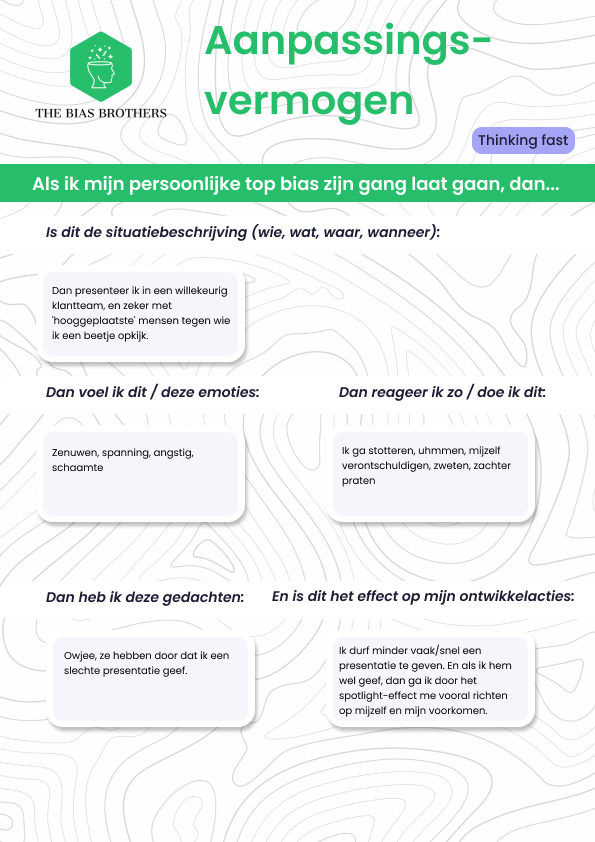 Aanpassings-
vermogen
THE BIAS BROTHERS
Thinking fast
Als ik mijn persoonlijke top bias zijn gang laat gaan, dan...
Is dit de situatiebeschrijving (wie, wat, waar, wanneer):
Dan presenteer ik in een willekeurig
klantteam, en zeker met
'hooggeplaatste' mensen tegen wie
ik een beetje opkijk.
Dan voel ik dit / deze emoties:
Zenuwen, spanning, angstig,
schaamte
Dan reageer ik zo / doe ik dit:
Ik ga stotteren, uhmmen, mijzelf
verontschuldigen, zweten, zachter
praten
Dan heb ik deze gedachten:
Owjee, ze hebben door dat ik een
slechte presentatie geef.
En is dit het effect op mijn ontwikkelacties:
Ik durf minder vaak/snel een
presentatie te geven. En als ik hem
wel geef, dan ga ik door het
spotlight-effect me vooral richten
op mijzelf en mijn voorkomen.